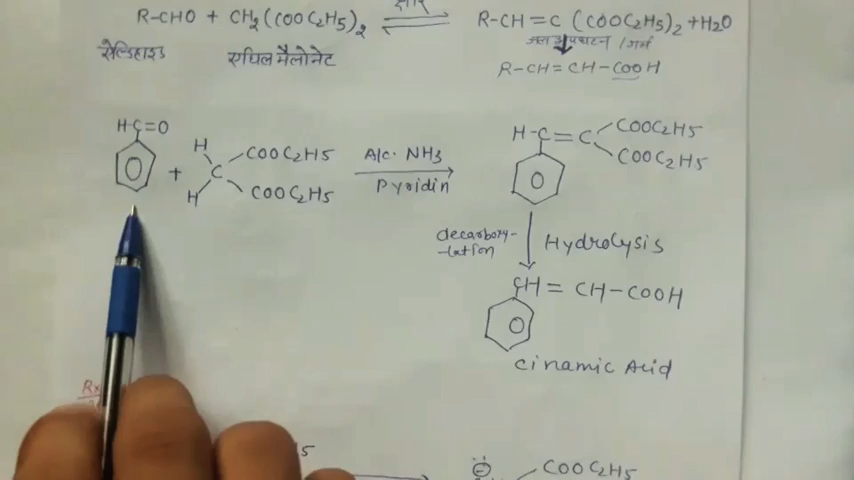 R-CHO + CH₂(COOC₂H5)₂ ⇌ R-CH=C(COOC₂H5)₂ + H₂O
ऐल्डिहाइड एथिल मैलोनेट
R-CH=CH-COOH
H-C=O
H
C
H
COOC₂H5
COOC₂H5
+
Alc. NH3
Pyridin
H-C=C
COOC₂H5
COOC₂H5
decarboxy-
-lation
Hydrolysis
CH=CH-COOH
Cinamic Acid
Rx
COOC₂H5